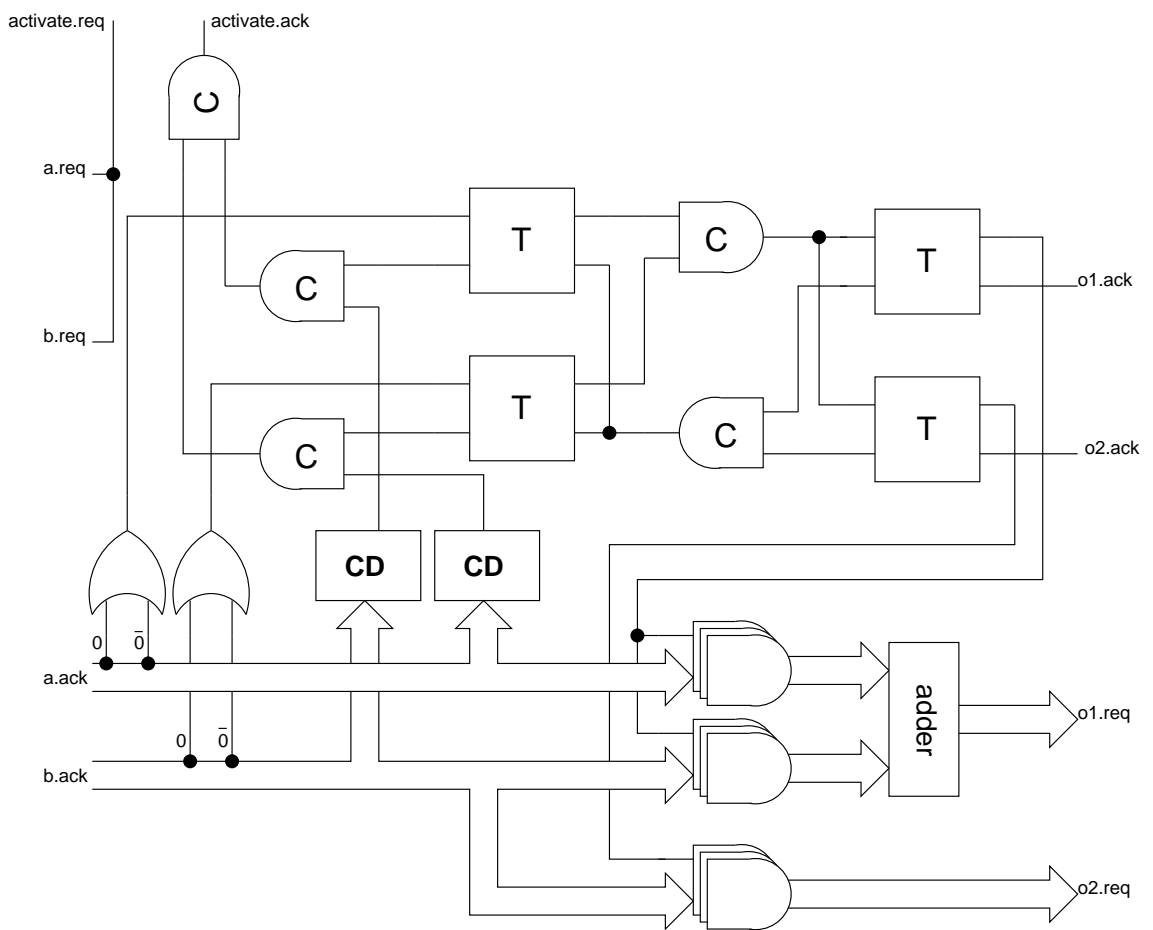 activate.req
activate.ack
C
a.req
T
C
T
C
o1.ack
b.req
T
C
T
C
o2.ack
CD
CD
0
0̅
a.ack
adder
o1.req
0
0̅
b.ack
o2.req